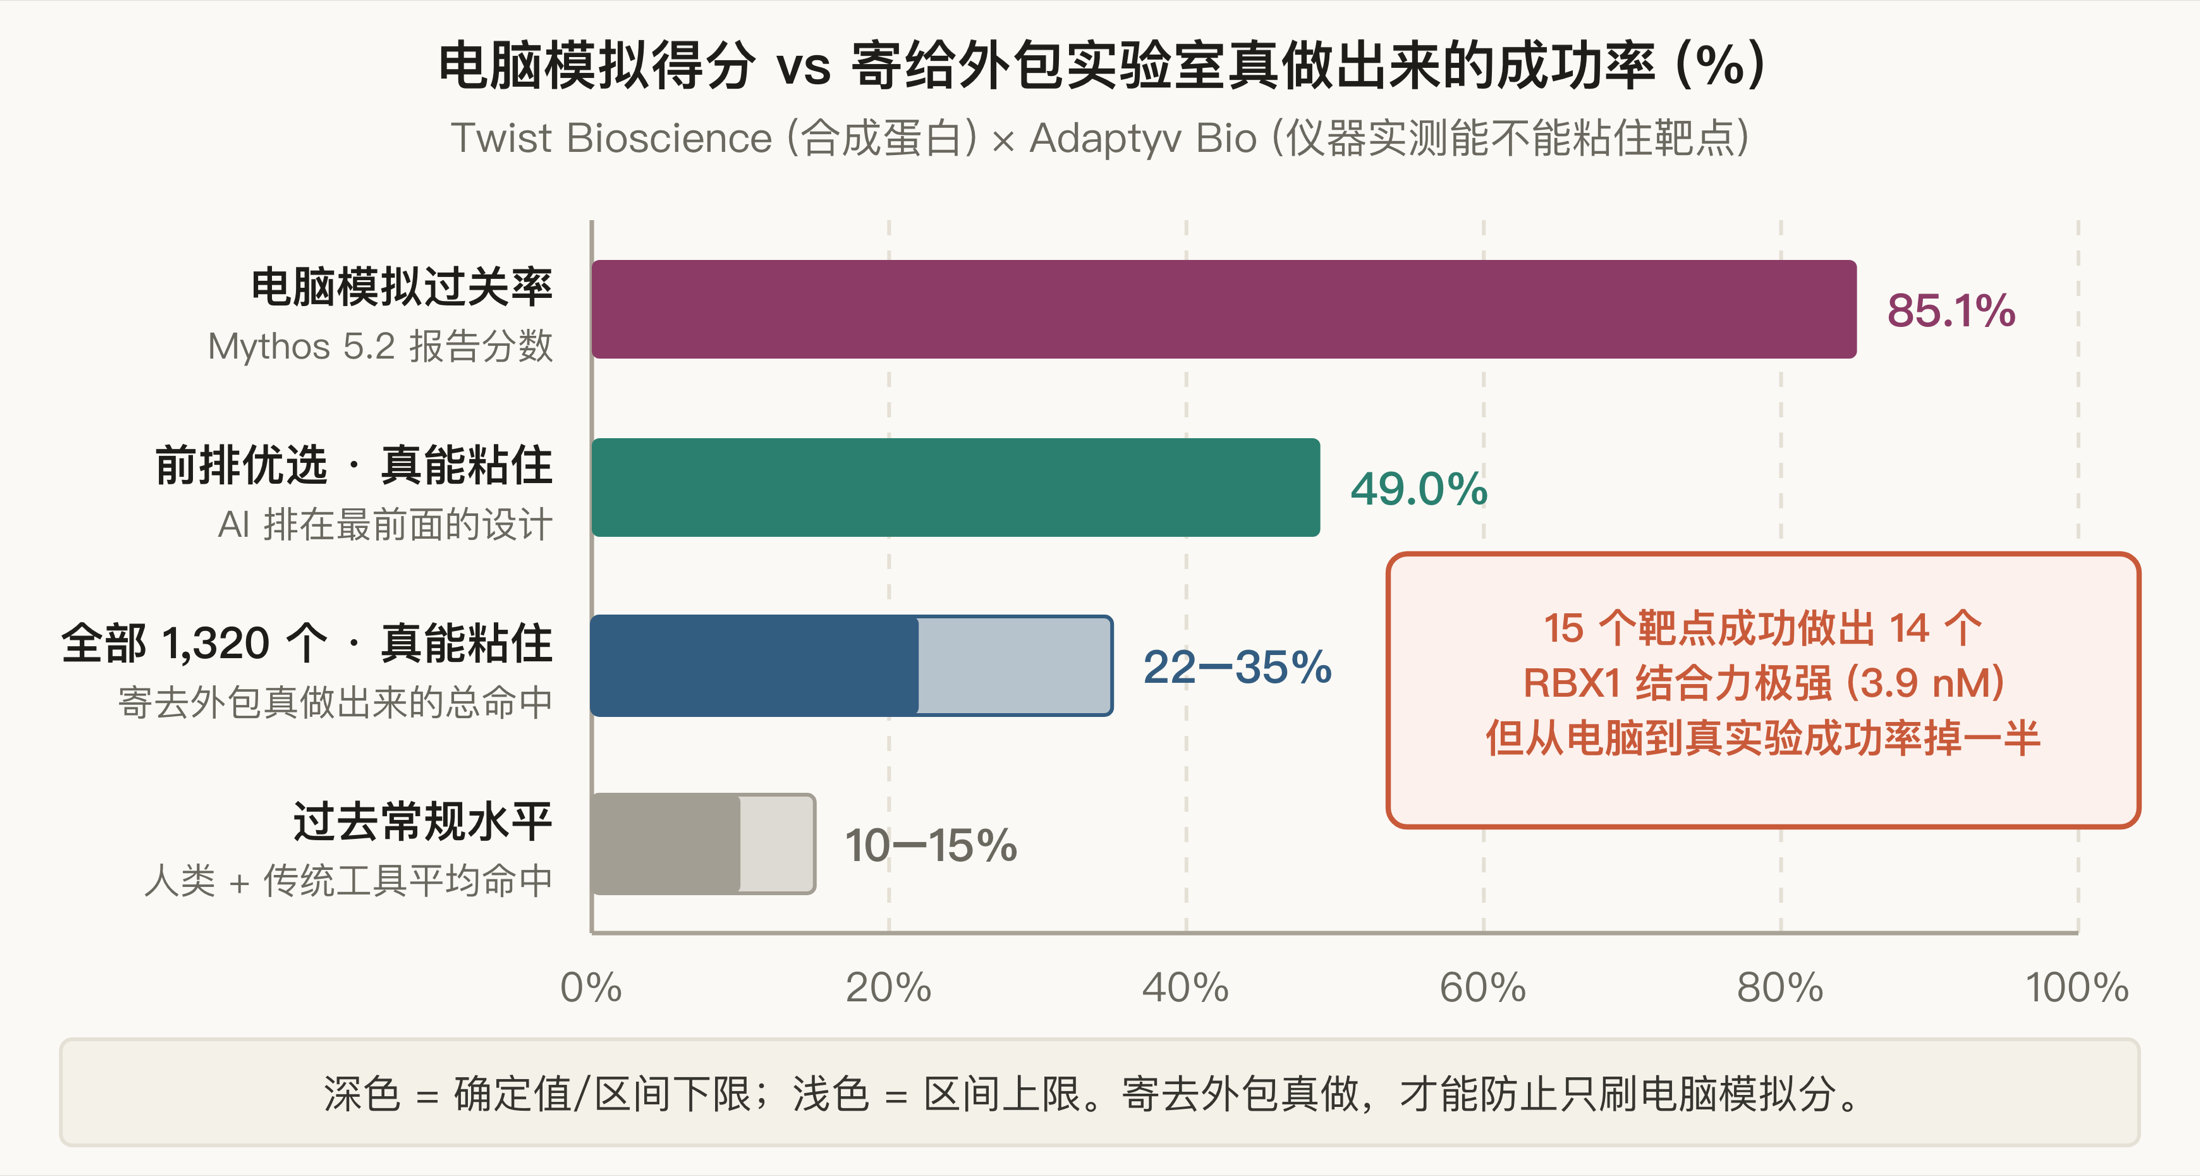 电脑模拟得分 vs 寄给外包实验室真做出来的成功率 (%)
Twist Bioscience (合成蛋白) × Adaptyv Bio (仪器实测能不能粘住靶点)
电脑模拟过关率
Mythos 5.2 报告分数
85.1%
前排优选 · 真能粘住
AI 排在最前面的设计
49.0%
全部 1,320 个 · 真能粘住
寄去外包真做出来的总命中
22—35%
15 个靶点成功做出 14 个
RBX1 结合力极强 (3.9 nM)
但从电脑到真实验成功率掉一半
过去常规水平
人类 + 传统工具平均命中
10—15%
0%
20%
40%
60%
80%
100%
深色 = 确定值/区间下限；浅色 = 区间上限。寄去外包真做，才能防止只刷电脑模拟分。